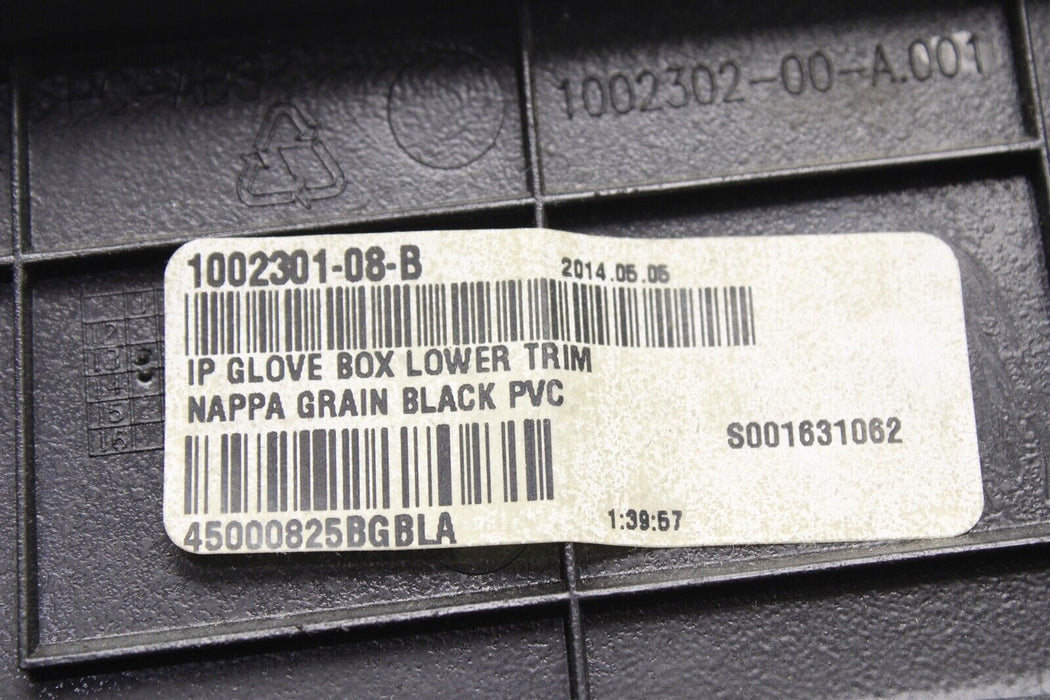 1002302-00-A.001
1002301-08-B
2014.05.05
IP GLOVE BOX LOWER TRIM
NAPPA GRAIN BLACK PVC
S001631062
45000825BGBLA
1:39:57